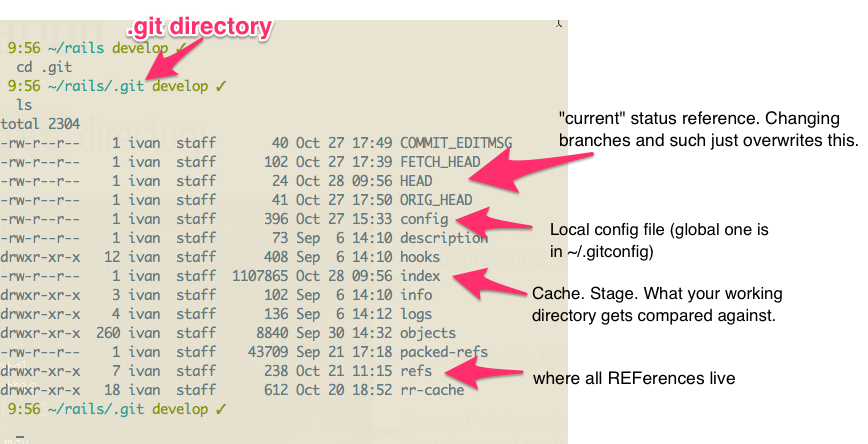 .git directory
9:56 ~/rails develop ✓
cd .git
9:56 ~/rails/.git develop ✓
ls
total 2304
-rw-r--r-- 1 ivan staff 40 Oct 27 17:49 COMMIT_EDITMSG
-rw-r--r-- 1 ivan staff 102 Oct 27 17:39 FETCH_HEAD
-rw-r--r-- 1 ivan staff 24 Oct 28 09:56 HEAD
-rw-r--r-- 1 ivan staff 41 Oct 27 17:50 ORIG_HEAD
-rw-r--r-- 1 ivan staff 396 Oct 27 15:33 config
-rw-r--r-- 1 ivan staff 73 Sep 6 14:10 description
drwxr-xr-x 12 ivan staff 408 Sep 6 14:10 hooks
-rw-r--r-- 1 ivan staff 1107865 Oct 28 09:56 index
drwxr-xr-x 3 ivan staff 102 Sep 6 14:10 info
drwxr-xr-x 4 ivan staff 136 Sep 6 14:12 logs
drwxr-xr-x 260 ivan staff 8840 Sep 30 14:32 objects
-rw-r--r-- 1 ivan staff 43709 Sep 21 17:18 packed-refs
drwxr-xr-x 7 ivan staff 238 Oct 21 11:15 refs
drwxr-xr-x 18 ivan staff 612 Oct 20 18:52 rr-cache
9:56 ~/rails/.git develop ✓
"current" status reference. Changing
branches and such just overwrites this.
Local config file (global one is
in ~/.gitconfig)
Cache. Stage. What your working
directory gets compared against.
where all REFerences live